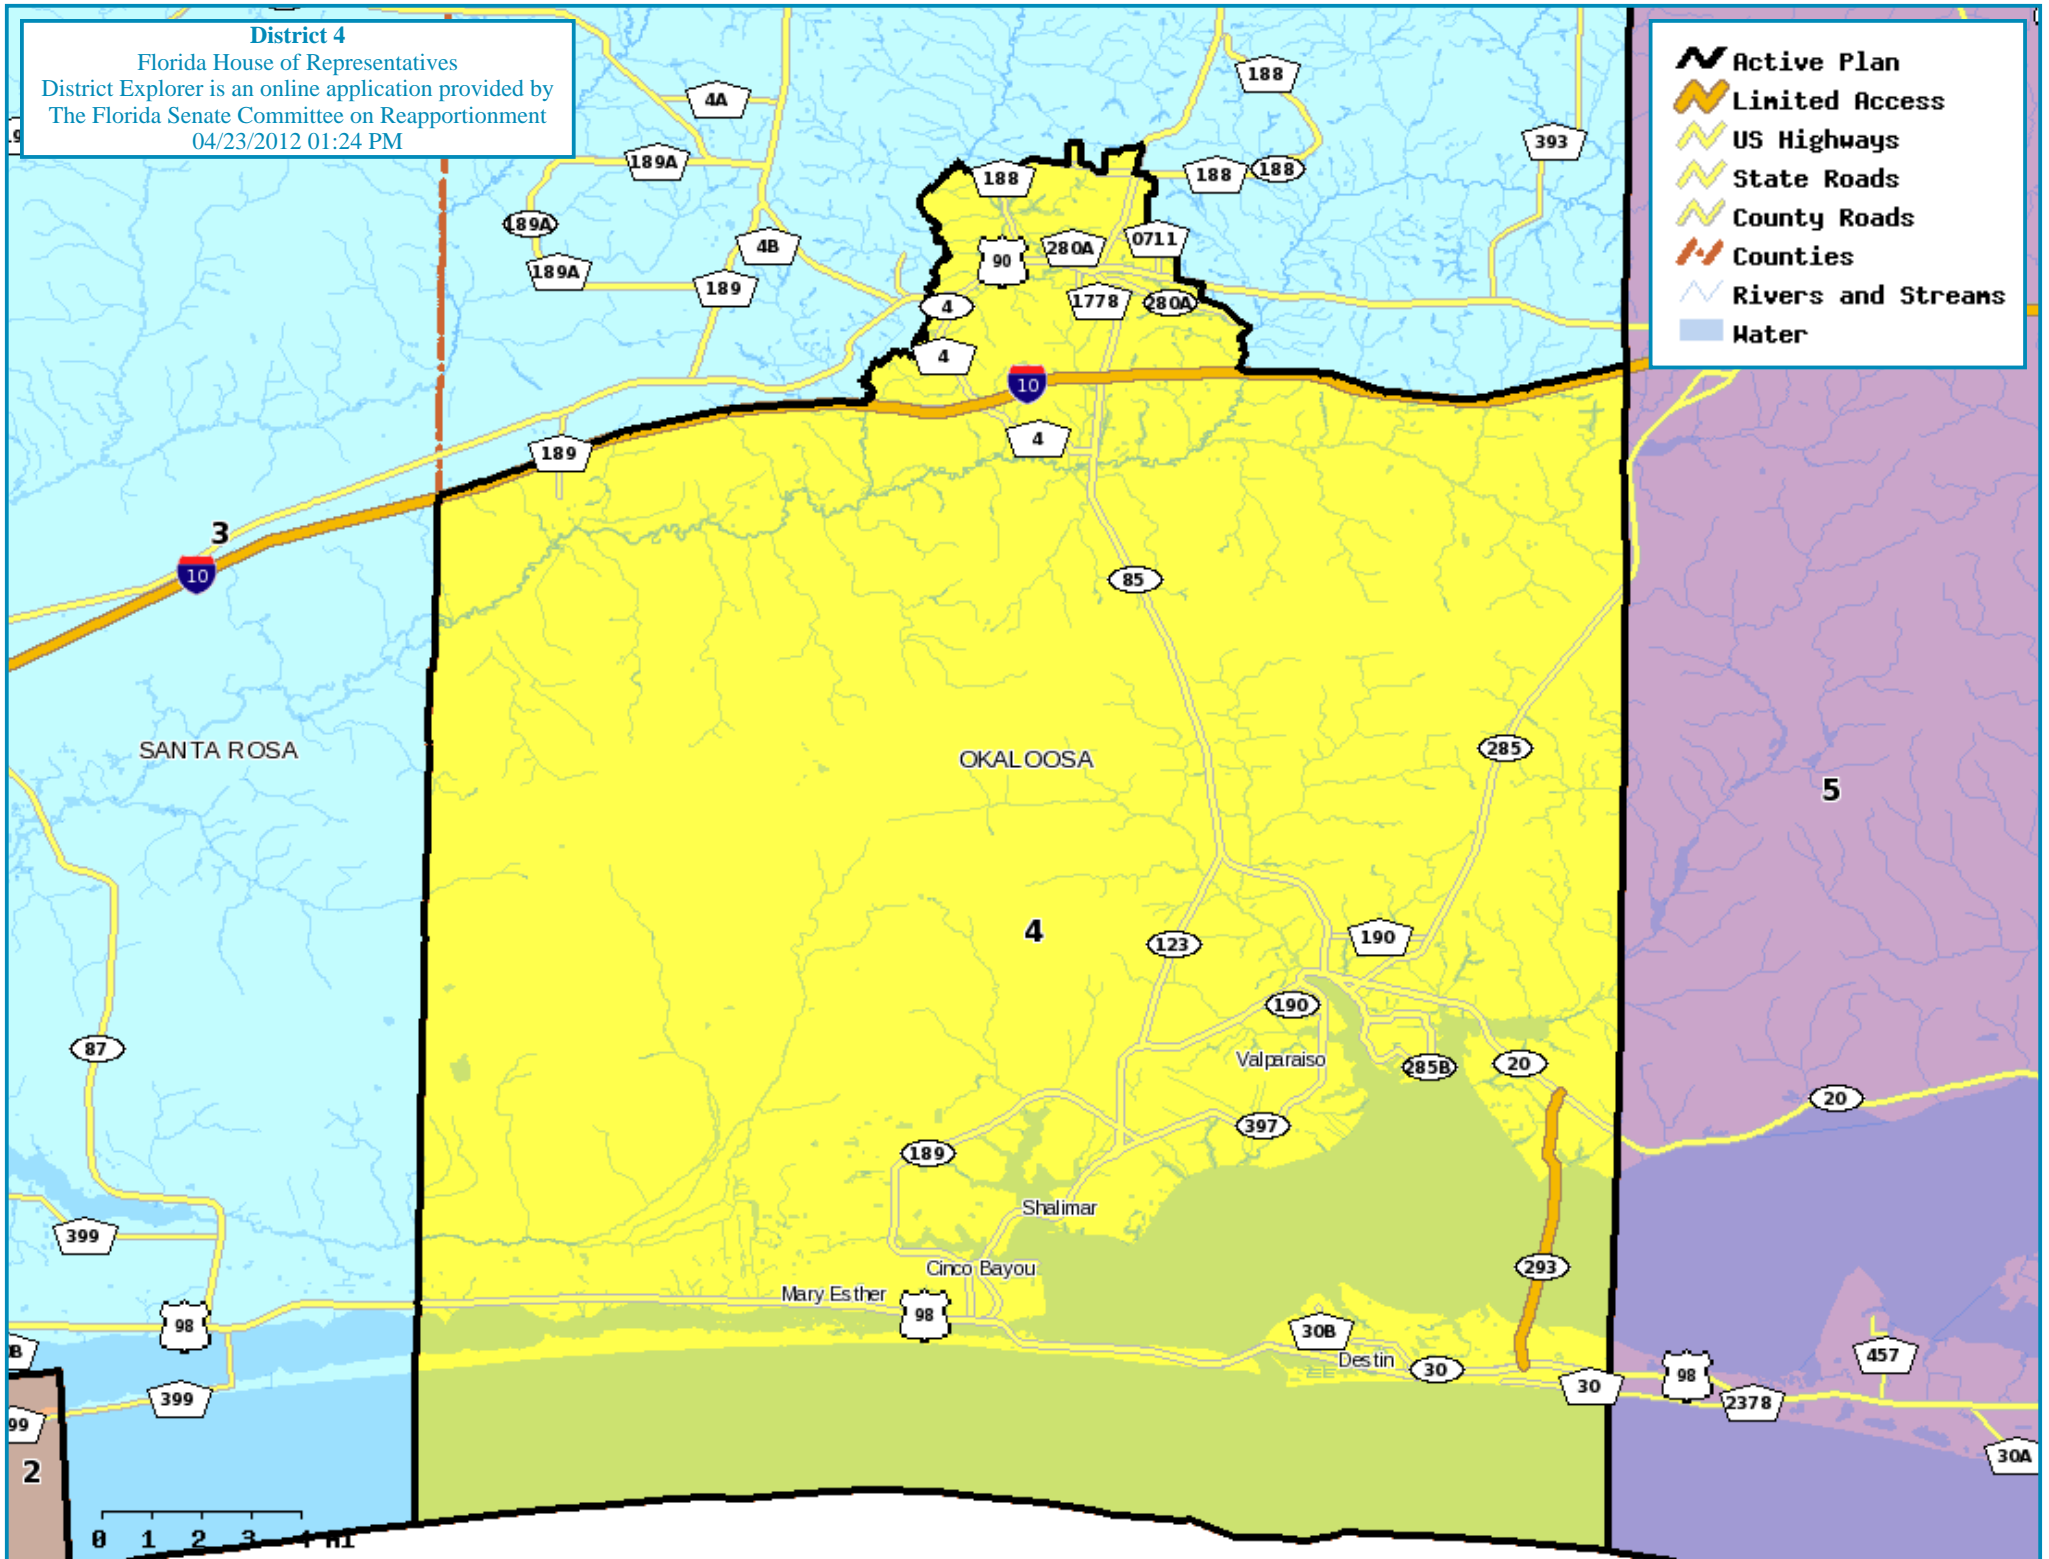 District 4
Florida House of Representatives
District Explorer is an online application provided by
The Florida Senate Committee on Reapportionment
04/23/2012 01:24 PM
Active Plan
Limited Access
US Highways
State Roads
County Roads
Counties
Rivers and Streams
Water
188
4A
393
189A
188
188
188
189A
4B
280A
0711
90
189A
189
4
1778
280A
4
10
4
189
3
10
85
SANTA ROSA
OKALOOSA
285
5
4
123
190
190
87
Valparaiso
285B
20
20
397
189
Shalimar
399
Cinco Bayou
293
Mary Esther
98
98
30B
457
Destin
30
98
30
399
2378
99
30A
2
0 1 2 3 4 MI